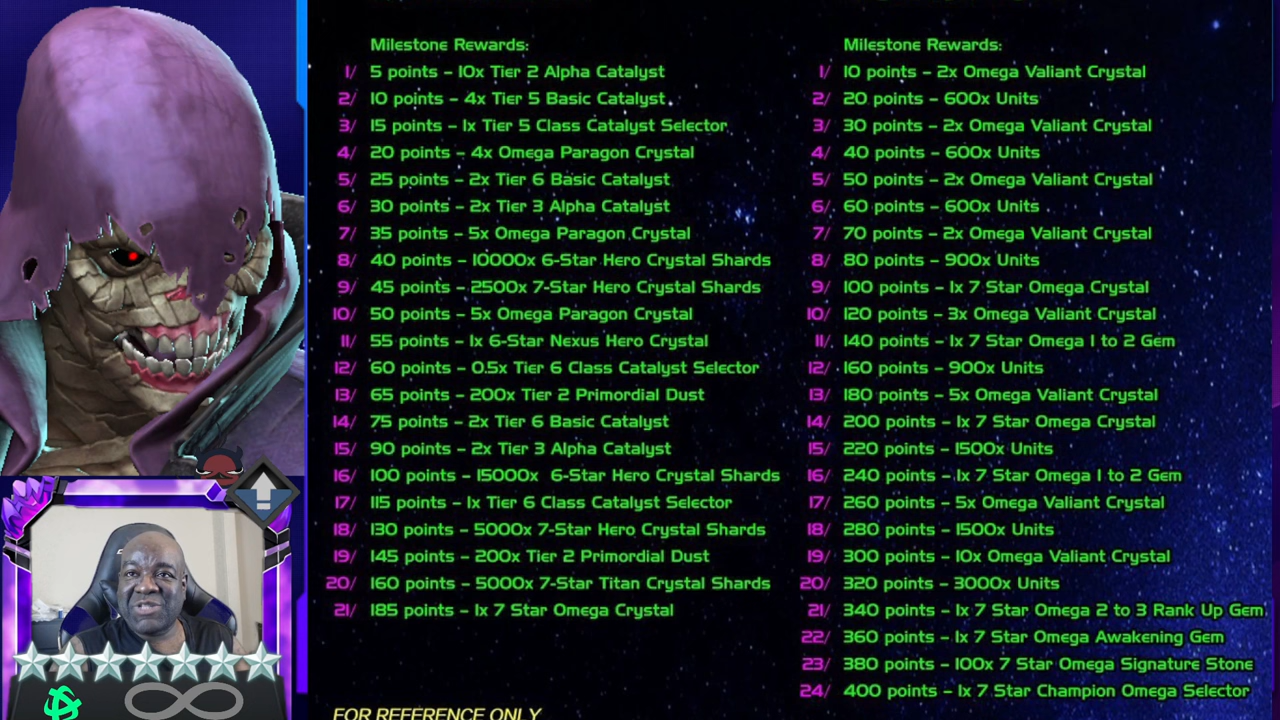 Milestone Rewards:
1/ 5 points – 10x Tier 2 Alpha Catalyst
2/ 10 points – 4x Tier 5 Basic Catalyst
3/ 15 points – 1x Tier 5 Class Catalyst Selector
4/ 20 points – 4x Omega Paragon Crystal
5/ 25 points – 2x Tier 6 Basic Catalyst
6/ 30 points – 2x Tier 3 Alpha Catalyst
7/ 35 points – 5x Omega Paragon Crystal
8/ 40 points – 10000x 6-Star Hero Crystal Shards
9/ 45 points – 2500x 7-Star Hero Crystal Shards
10/ 50 points – 5x Omega Paragon Crystal
11/ 55 points – 1x 6-Star Nexus Hero Crystal
12/ 60 points – 0.5x Tier 6 Class Catalyst Selector
13/ 65 points – 200x Tier 2 Primordial Dust
14/ 75 points – 2x Tier 6 Basic Catalyst
15/ 90 points – 2x Tier 3 Alpha Catalyst
16/ 100 points – 15000x 6-Star Hero Crystal Shards
17/ 115 points – 1x Tier 6 Class Catalyst Selector
18/ 130 points – 5000x 7-Star Hero Crystal Shards
19/ 145 points – 200x Tier 2 Primordial Dust
20/ 160 points – 5000x 7-Star Titan Crystal Shards
21/ 185 points – 1x 7 Star Omega Crystal
Milestone Rewards:
1/ 10 points – 2x Omega Valiant Crystal
2/ 20 points – 600x Units
3/ 30 points – 2x Omega Valiant Crystal
4/ 40 points – 600x Units
5/ 50 points – 2x Omega Valiant Crystal
6/ 60 points – 600x Units
7/ 70 points – 2x Omega Valiant Crystal
8/ 80 points – 900x Units
9/ 100 points – 1x 7 Star Omega Crystal
10/ 120 points – 3x Omega Valiant Crystal
11/ 140 points – 1x 7 Star Omega 1 to 2 Gem
12/ 160 points – 900x Units
13/ 180 points – 5x Omega Valiant Crystal
14/ 200 points – 1x 7 Star Omega Crystal
15/ 220 points – 1500x Units
16/ 240 points – 1x 7 Star Omega 1 to 2 Gem
17/ 260 points – 5x Omega Valiant Crystal
18/ 280 points – 1500x Units
19/ 300 points – 10x Omega Valiant Crystal
20/ 320 points – 3000x Units
21/ 340 points – 1x 7 Star Omega 2 to 3 Rank Up Gem
22/ 360 points – 1x 7 Star Omega Awakening Gem
23/ 380 points – 100x 7 Star Omega Signature Stone
24/ 400 points – 1x 7 Star Champion Omega Selector
FOR REFERENCE ONLY